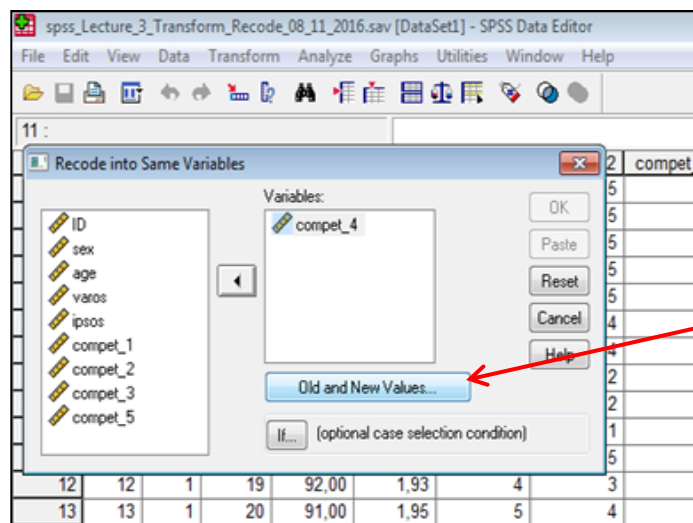 spss_Lecture_3_Transform_Recode_08_11_2016.sav [DataSet1] - SPSS Data Editor
File Edit View Data Transform Analyze Graphs Utilities Window Help
11 :
Recode into Same Variables
2 compet_
Variables:
ID
sex
age
varos
ipsos
compet_1
compet_2
compet_3
compet_5
compet_4
OK
Paste
Reset
Cancel
Help
Old and New Values...
If... (optional case selection condition)
5
5
5
5
5
4
4
2
2
1
5
12 12 1 19 92,00 1,93 4 3
13 13 1 20 91,00 1,95 5 4